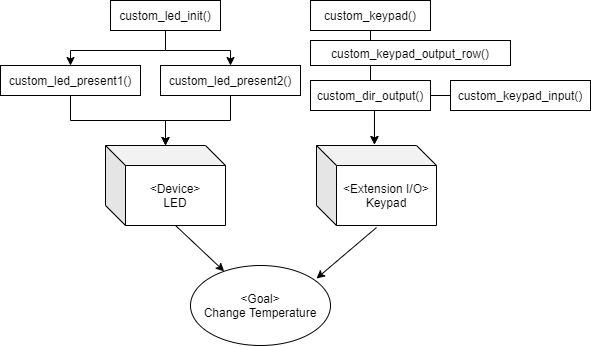 custom_led_init()
custom_keypad()
custom_keypad_output_row()
custom_led_present1()
custom_led_present2()
custom_dir_output()
custom_keypad_input()
<Device>
LED
<Extension I/O>
Keypad
<Goal>
Change Temperature